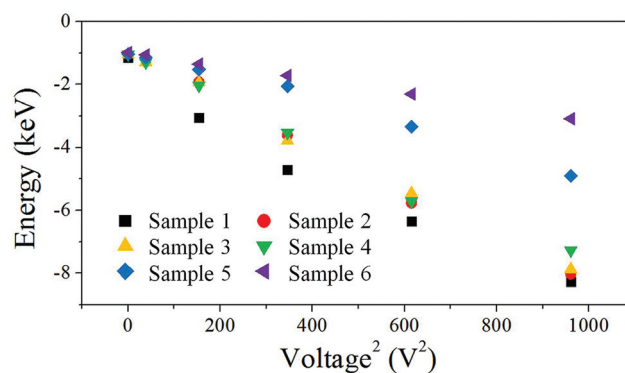 0
-2
-4
-6
-8
Energy (keV)
Sample 1 Sample 2
Sample 3 Sample 4
Sample 5 Sample 6
0 200 400 600 800 1000
Voltage² (V²)